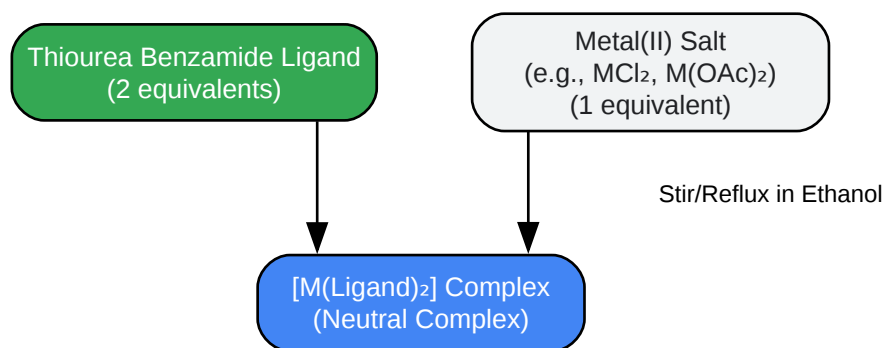 Thiourea Benzamide Ligand
(2 equivalents)
Metal(II) Salt
(e.g., MCl₂, M(OAc)₂)
(1 equivalent)
Stir/Reflux in Ethanol
[M(Ligand)₂] Complex
(Neutral Complex)